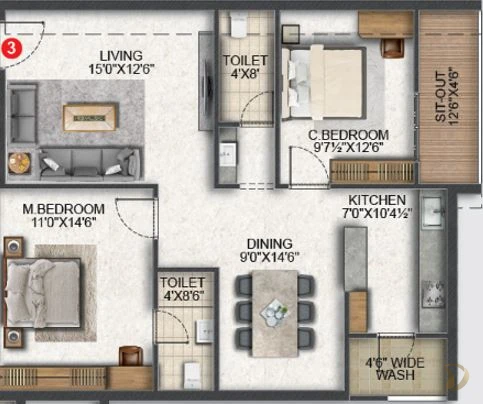 3
LIVING
15'0"X12'6"
TOILET
4'X8'
C.BEDROOM
9'7½"X12'6"
SIT-OUT
12'6"X4'6"
M.BEDROOM
11'0"X14'6"
KITCHEN
7'0"X10'4½"
DINING
9'0"X14'6"
TOILET
4'X8'6"
4'6" WIDE
WASH